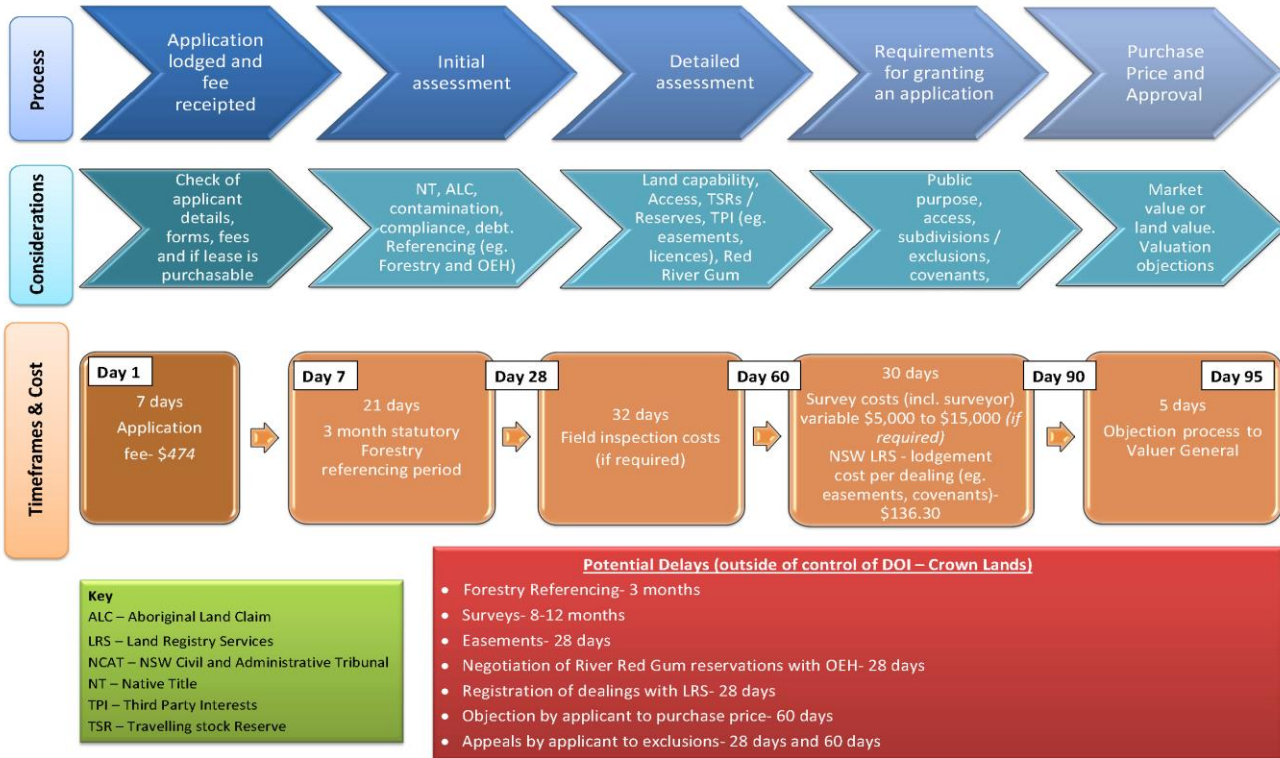 Process
Application
lodged and
fee
receipted
Initial
assessment
Detailed
assessment
Requirements
for granting
an application
Purchase
Price and
Approval
Considerations
Check of
applicant
details,
forms, fees
and if lease is
purchasable
NT, ALC,
contamination,
compliance, debt.
Referencing (eg.
Forestry and OEH)
Land capability,
Access, TSRs /
Reserves, TPI (eg.
easements,
licences), Red
River Gum
Public
purpose,
access,
subdivisions /
exclusions,
covenants,
Market
value or
land value.
Valuation
objections
Timeframes & Cost
Day 1
7 days
Application
fee- $474
Day 7
21 days
3 month statutory
Forestry
referencing period
Day 28
32 days
Field inspection costs
(if required)
Day 60
30 days
Survey costs (incl. surveyor)
variable $5,000 to $15,000 (if
required)
NSW LRS - lodgement
cost per dealing (eg.
easements, covenants)-
$136.30
Day 90
Day 95
5 days
Objection process to
Valuer General
Key
ALC – Aboriginal Land Claim
LRS – Land Registry Services
NCAT – NSW Civil and Administrative Tribunal
NT – Native Title
TPI – Third Party Interests
TSR – Travelling stock Reserve
Potential Delays (outside of control of DOI – Crown Lands)
• Forestry Referencing- 3 months
• Surveys- 8-12 months
• Easements- 28 days
• Negotiation of River Red Gum reservations with OEH- 28 days
• Registration of dealings with LRS- 28 days
• Objection by applicant to purchase price- 60 days
• Appeals by applicant to exclusions- 28 days and 60 days